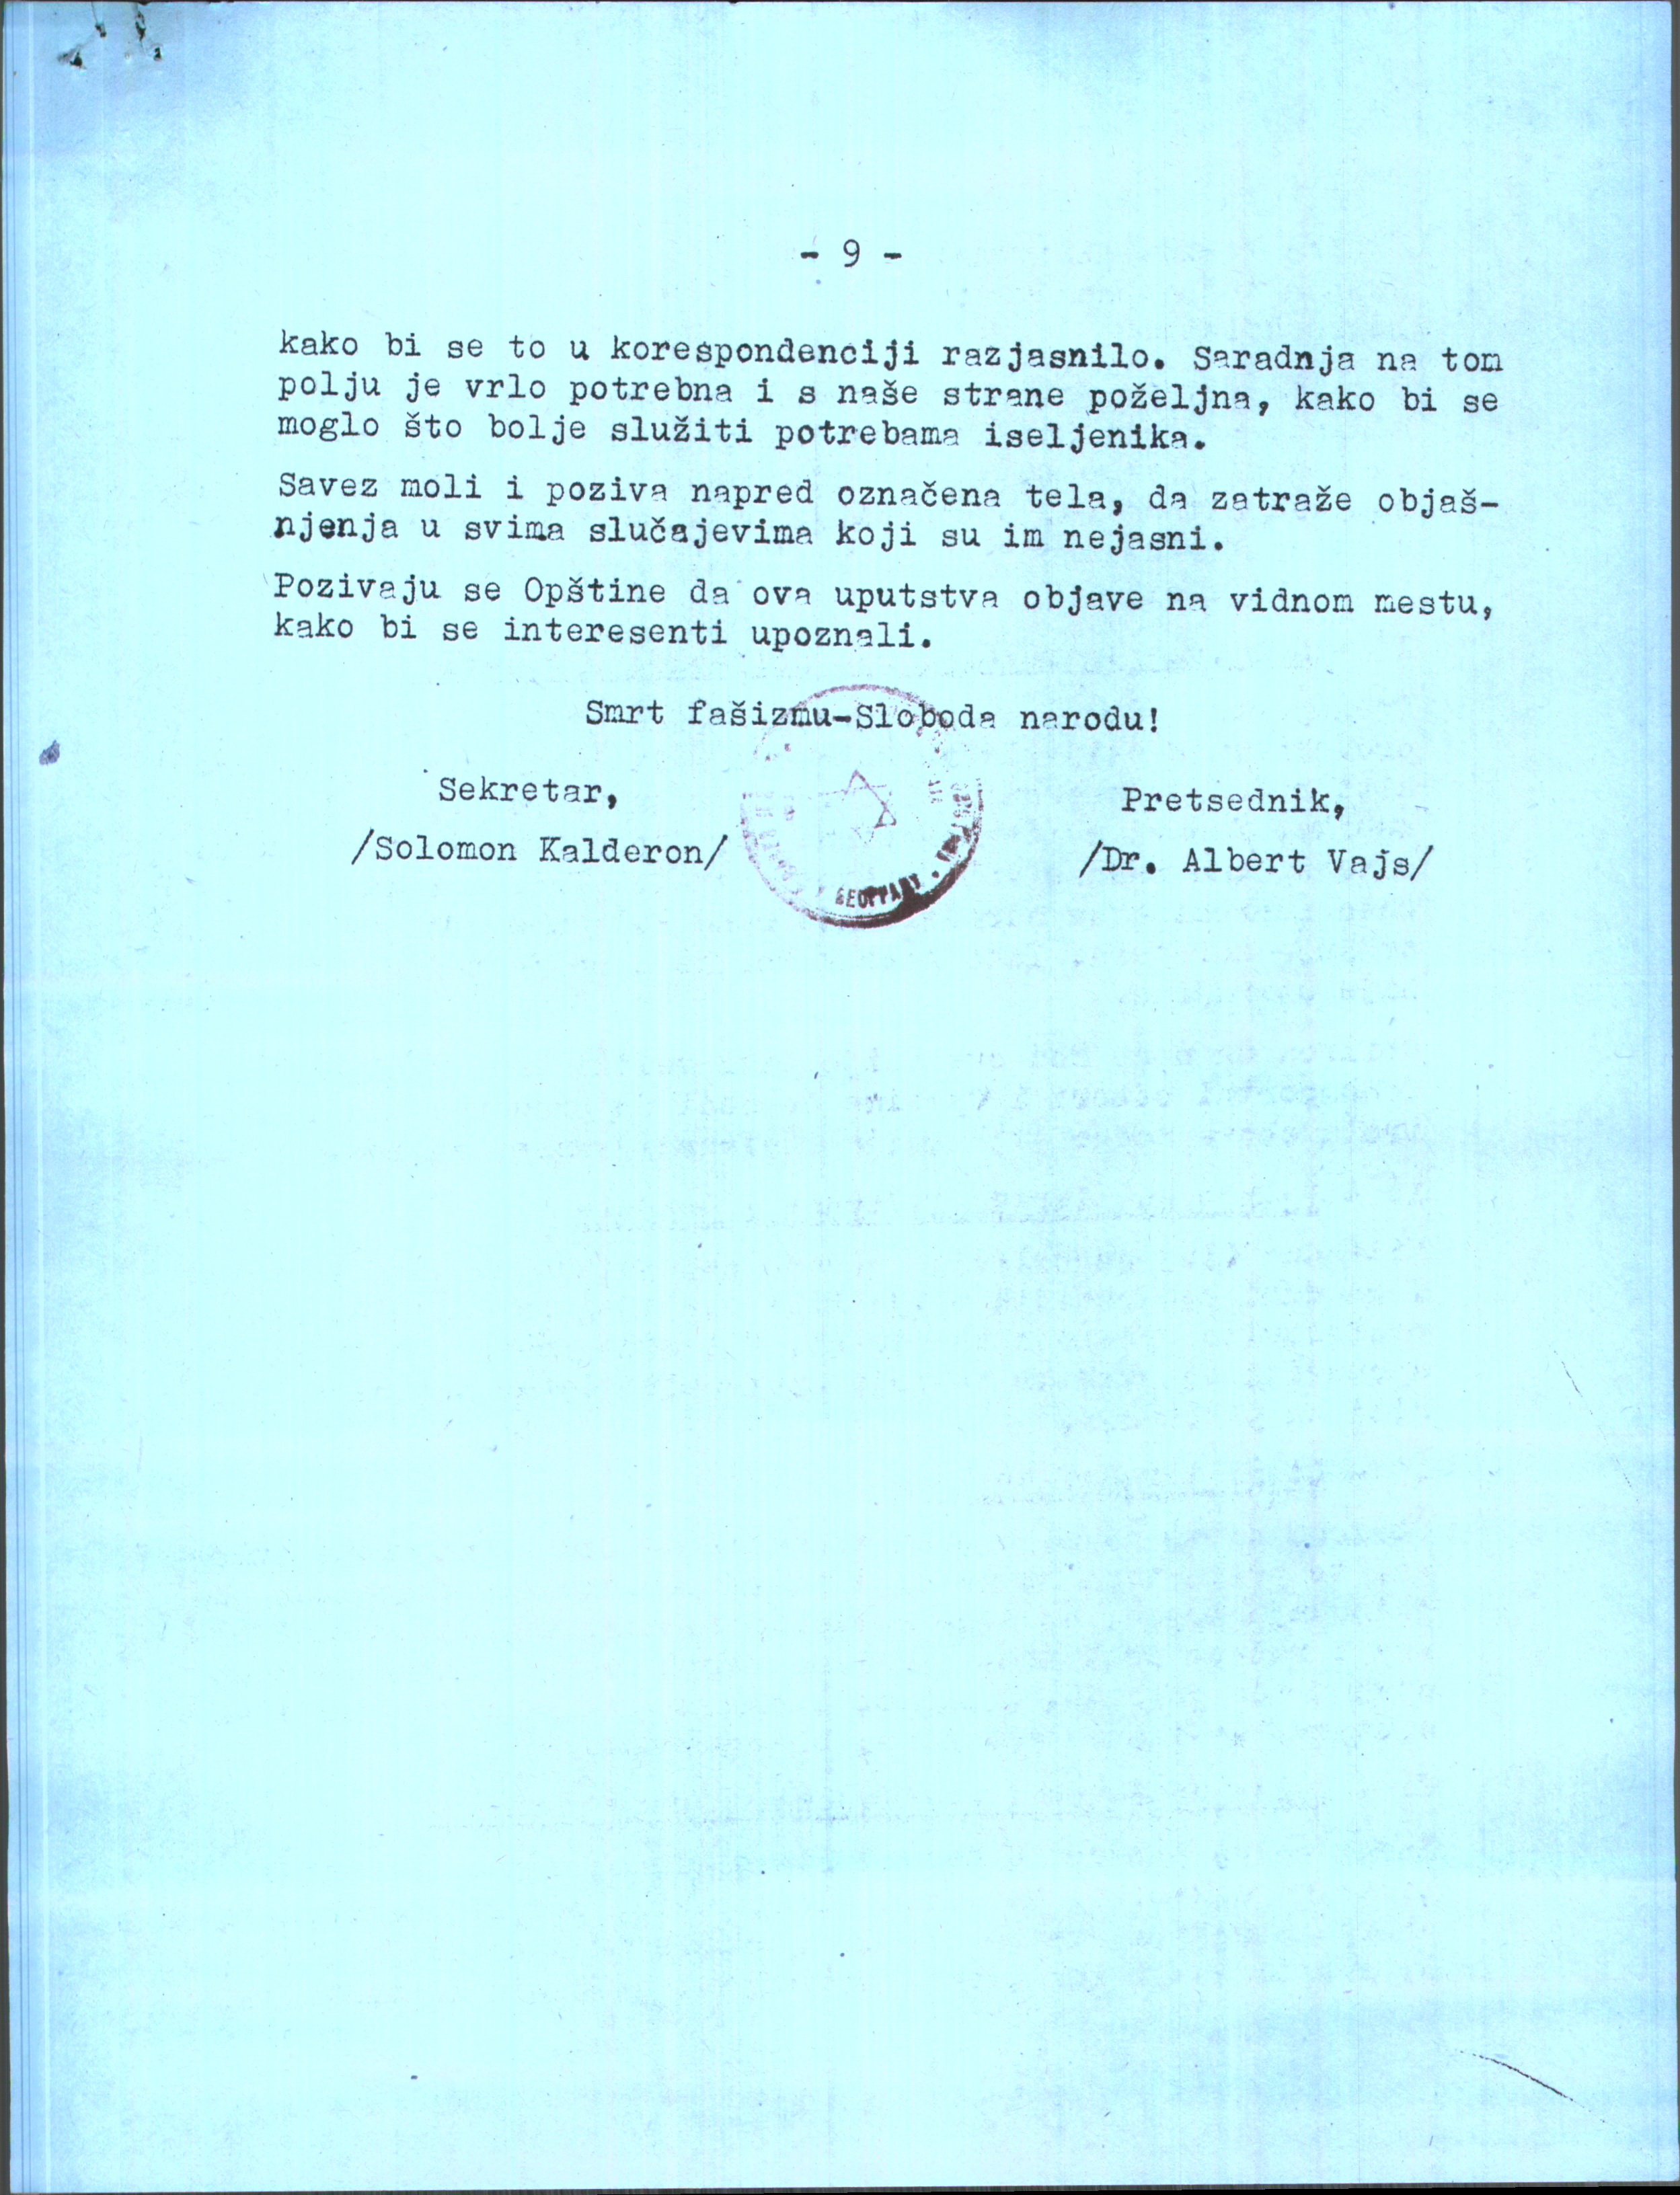 - 9 -
kako bi se to u korespondenciji razjasnilo. Saradnja na tom
polju je vrlo potrebna i s naše strane poželjna, kako bi se
moglo što bolje služiti potrebama iseljenika.
Savez moli i poziva napred označena tela, da zatraže objaš-
njenja u svima slučajevima koji su im nejasni.
Pozivaju se Opštine da ova uputstva objave na vidnom mestu,
kako bi se interesenti upoznali.
Smrt fašizmu-Sloboda narodu!
Sekretar,
Pretsednik,
/Solomon Kalderon/
/Dr. Albert Vajs/